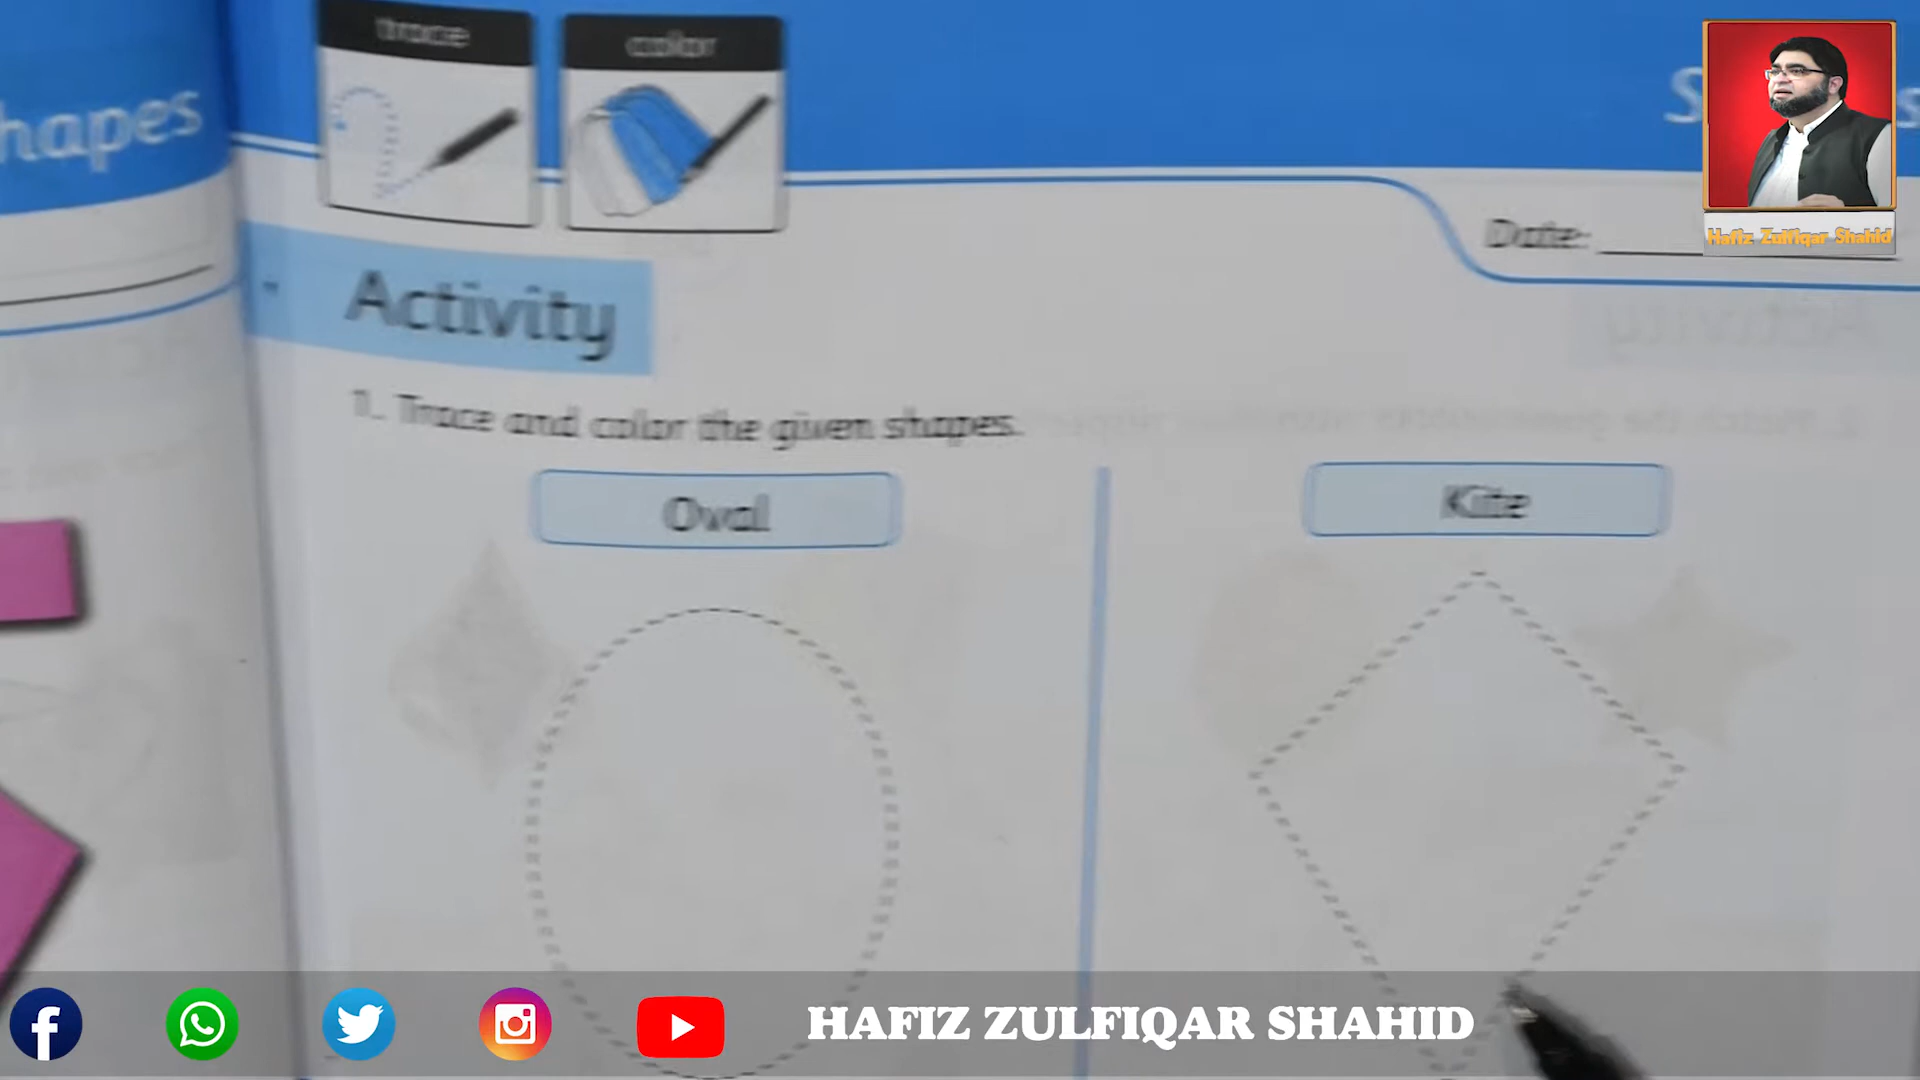 trace
color
hapes
S
s
Date:
Hafiz Zulfiqar Shahid
Activity
1. Trace and color the given shapes.
Oval
Kite
HAFIZ ZULFIQAR SHAHID